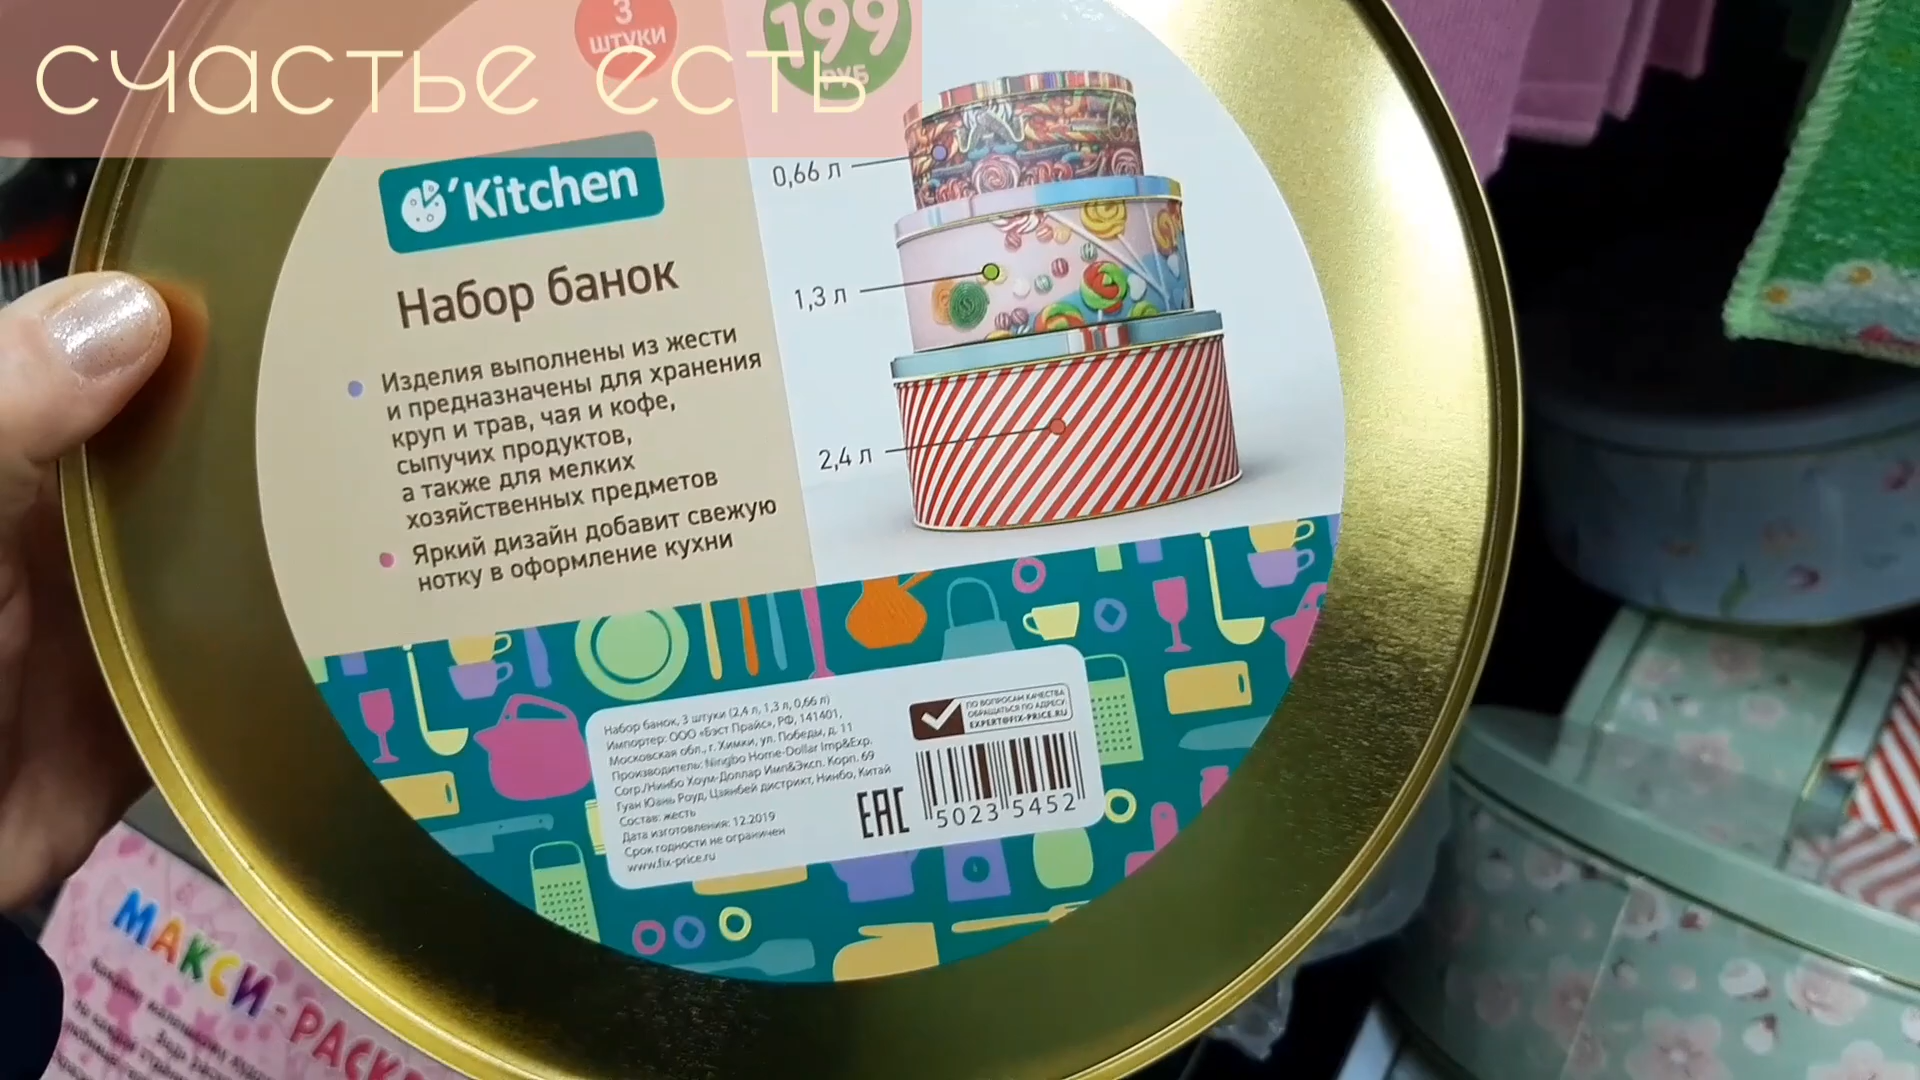 счастье есть
3
ШТУКИ
199
РУБ
'Kitchen
Набор банок
Изделия выполнены из жести
и предназначены для хранения
круп и трав, чая и кофе,
сыпучих продуктов,
а также для мелких
хозяйственных предметов
Яркий дизайн добавит свежую
нотку в оформление кухни
0,66 л
1,3 л
2,4 л
Набор банок, 3 штуки (2,4 л, 1,3 л, 0,66 л)
Импортер: ООО «Бэст Прайс», РФ, 141401,
Московская обл., г. Химки, ул. Победы, д. 11
Производитель: Ningbo Home-Dollar Imp&Exp.
Corp./Нинбо Хоум-Доллар Имп&Эксп. Корп. 69
Гуан Юань Роуд, Цзянбей дистрикт, Нинбо, Китай
Состав: жесть
Дата изготовления: 12.2019
Срок годности не ограничен
www.fix-price.ru
ПО ВОПРОСАМ КАЧЕСТВА
ОБРАЩАТЬСЯ ПО АДРЕСУ:
EXPERT@FIX-PRICE.RU
ЕАС
5023 5452
МАКСИ-РАСК